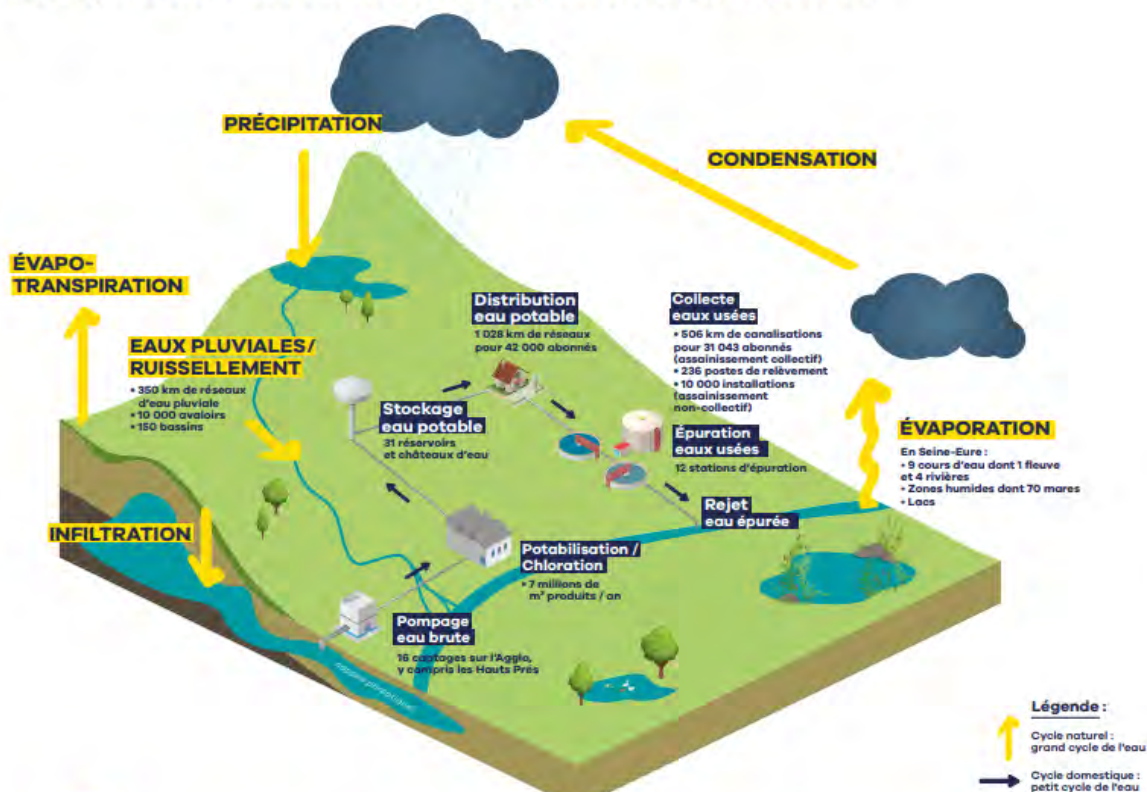 PRÉCIPITATION
CONDENSATION
ÉVAPO-
TRANSPIRATION
EAUX PLUVIALES/
RUISSELLEMENT
• 350 km de réseaux
d'eau pluviale
• 10 000 avaloirs
• 150 bassins
Distribution
eau potable
1 028 km de réseaux
pour 42 000 abonnés
Collecte
eaux usées
• 506 km de canalisations
pour 31 043 abonnés
(assainissement collectif)
• 236 postes de relèvement
• 10 000 installations
(assainissement
non-collectif)
Stockage
eau potable
31 réservoirs
et châteaux d'eau
Épuration
eaux usées
12 stations d'épuration
ÉVAPORATION
En Seine-Eure :
• 9 cours d'eau dont 1 fleuve
et 4 rivières
• Zones humides dont 70 mares
• Lacs
Rejet
eau épurée
INFILTRATION
Potabilisation /
Chloration
• 7 millions de
m³ produits / an
Pompage
eau brute
16 captages sur l'Agglo,
y compris les Hauts Prés
nappe phréatique
Légende :
Cycle naturel :
grand cycle de l'eau
Cycle domestique :
petit cycle de l'eau